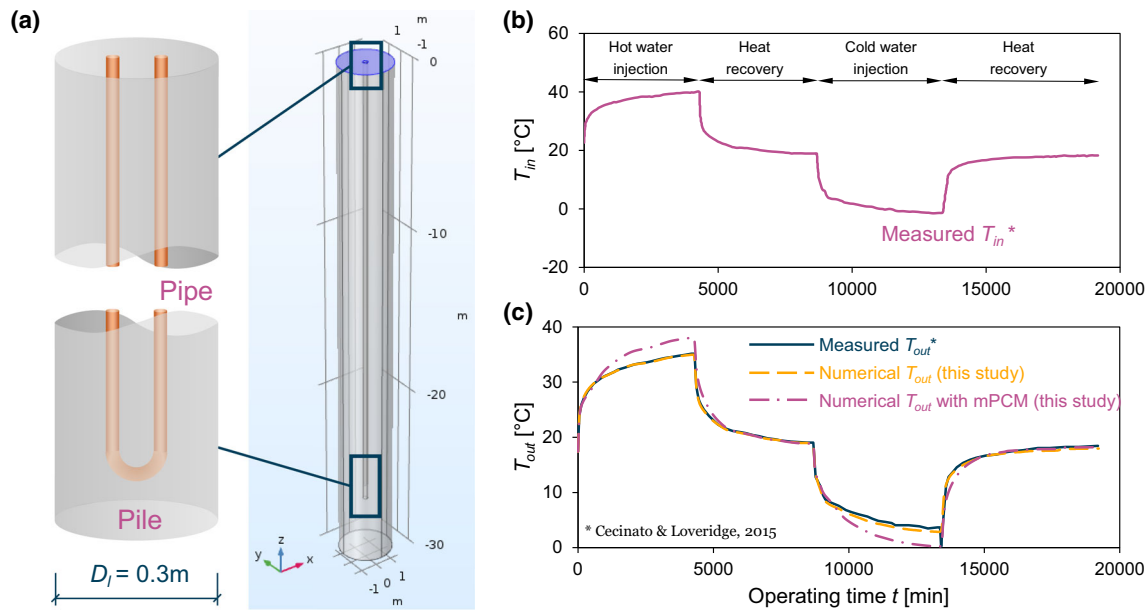 (a)
Pipe
Pile
D_l = 0.3m
m
1
0
-1
0
-10
m
-20
-30
1
0
-1
m
z
y
x
(b)
60
40
20
0
-20
T_in [°C]
Hot water injection
Heat recovery
Cold water injection
Heat recovery
Measured T_in*
0
5000
10000
15000
20000
(c)
40
30
20
10
0
T_out [°C]
Measured T_out*
Numerical T_out (this study)
Numerical T_out with mPCM (this study)
* Cecinato & Loveridge, 2015
0
5000
10000
15000
20000
Operating time t [min]